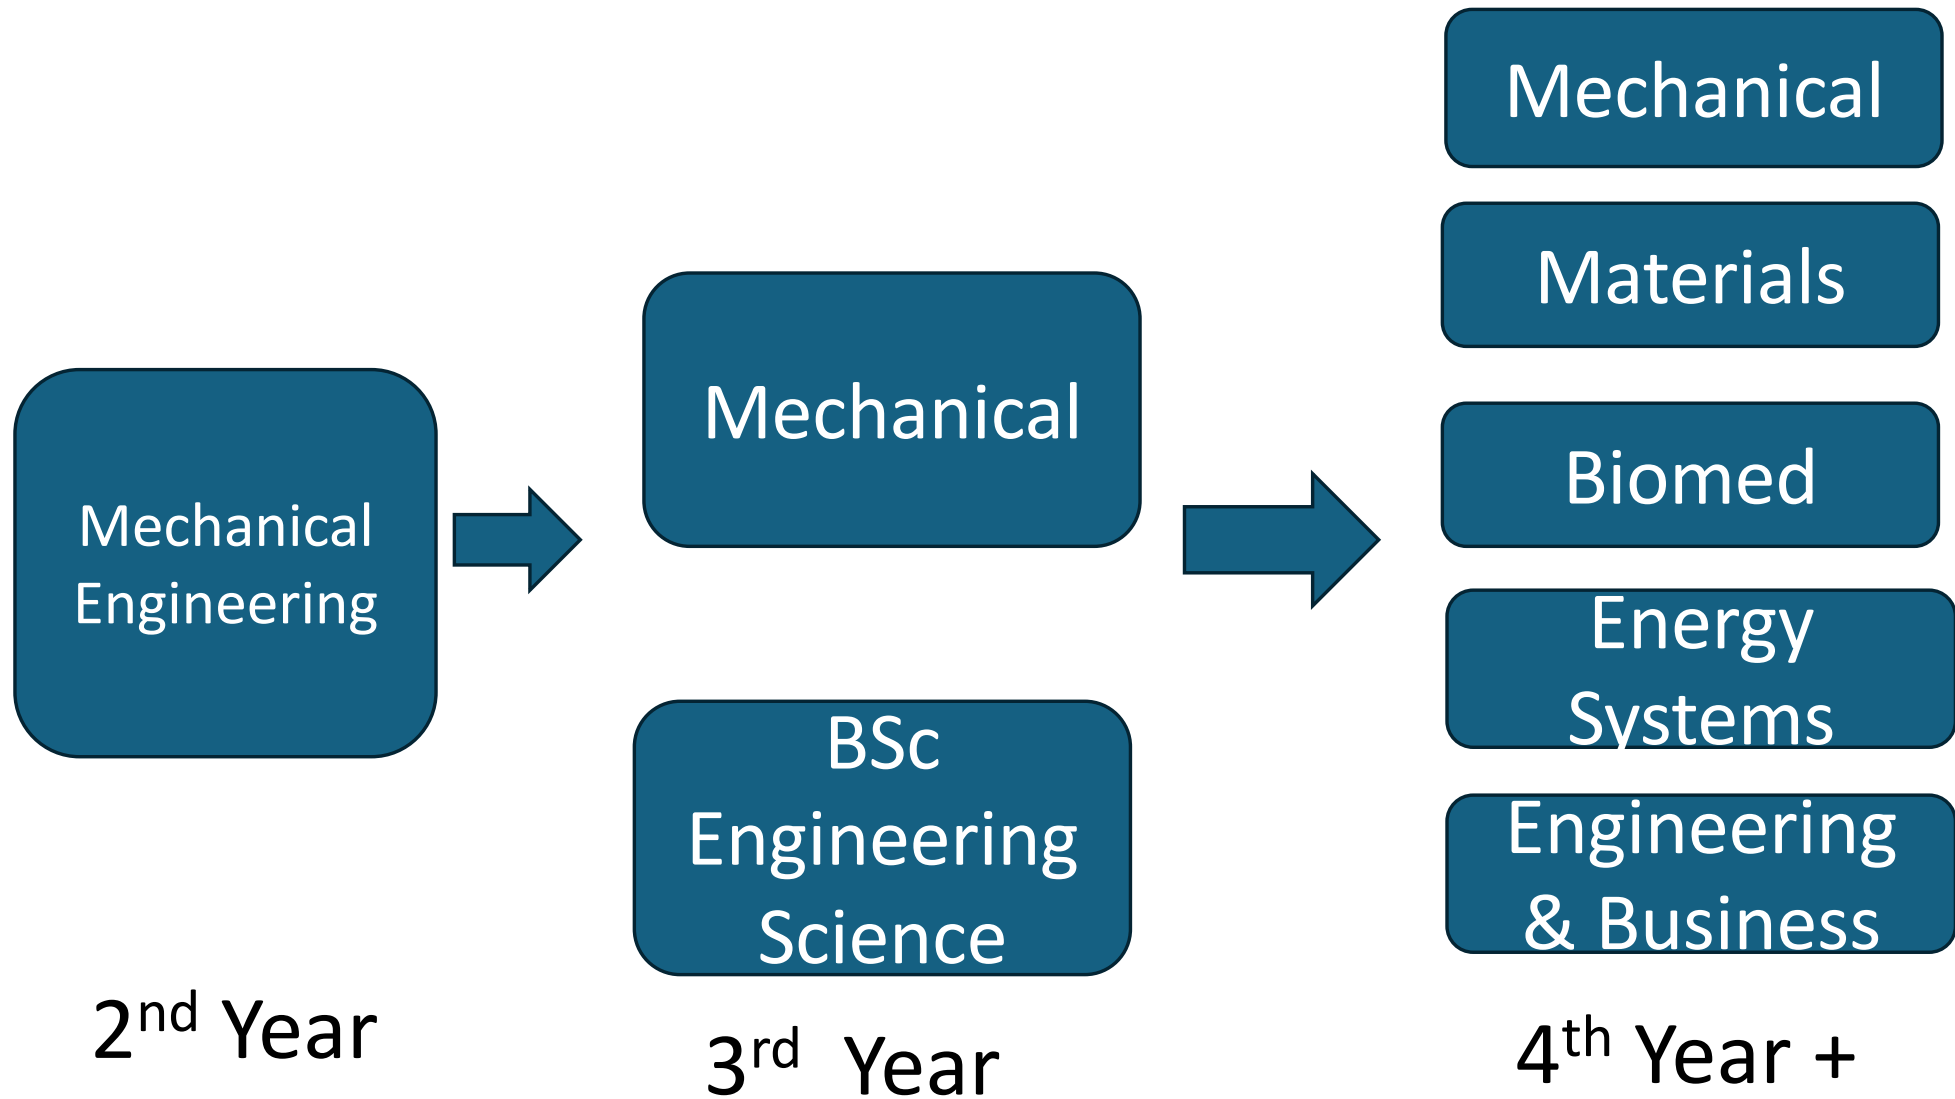 Mechanical
Engineering
2nd Year
Mechanical
BSc
Engineering
Science
3rd Year
Mechanical
Materials
Biomed
Energy
Systems
Engineering
& Business
4th Year +